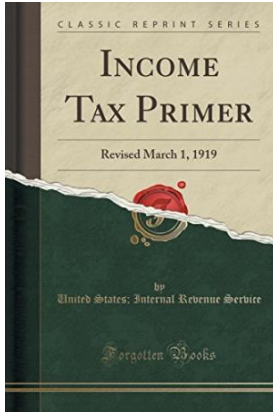 CLASSIC REPRINT SERIES
INCOME
TAX PRIMER
Revised March 1, 1919
by
United States; Internal Revenue Service
Forgotten Books